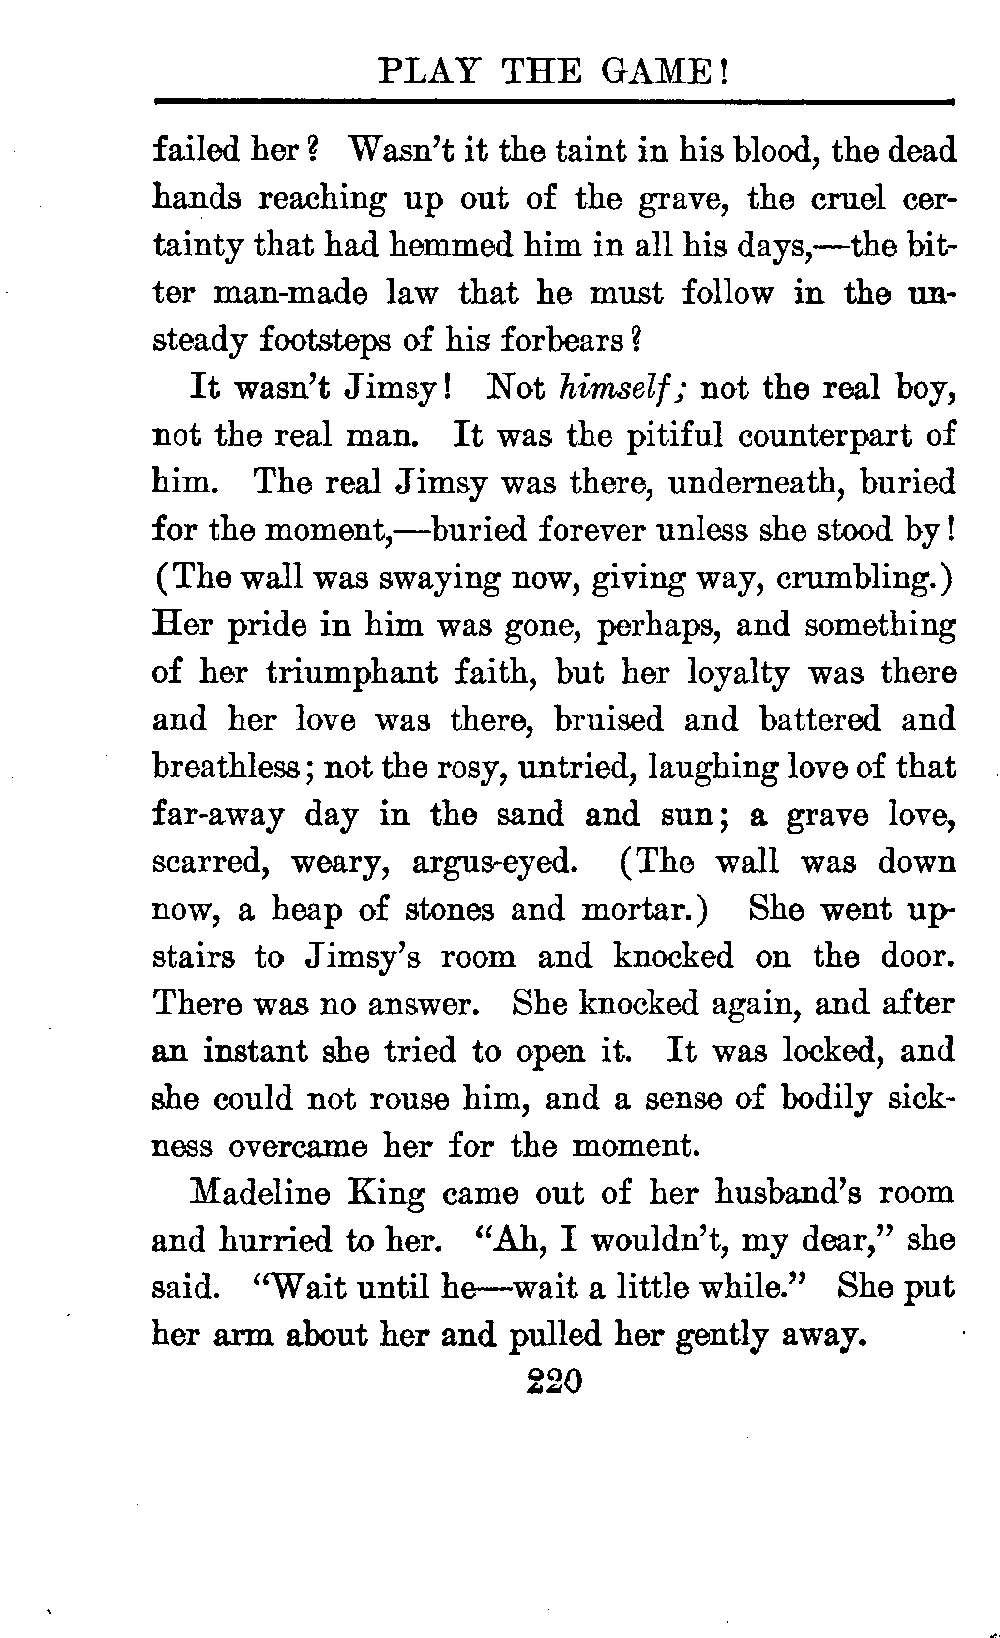 PLAY THE GAME!
failed her? Wasn't it the taint in his blood, the dead
hands reaching up out of the grave, the cruel cer-
tainty that had hemmed him in all his days,—the bit-
ter man-made law that he must follow in the un-
steady footsteps of his forbears?
It wasn't Jimsy! Not himself; not the real boy,
not the real man. It was the pitiful counterpart of
him. The real Jimsy was there, underneath, buried
for the moment,—buried forever unless she stood by!
(The wall was swaying now, giving way, crumbling.)
Her pride in him was gone, perhaps, and something
of her triumphant faith, but her loyalty was there
and her love was there, bruised and battered and
breathless; not the rosy, untried, laughing love of that
far-away day in the sand and sun; a grave love,
scarred, weary, argus-eyed. (The wall was down
now, a heap of stones and mortar.) She went up-
stairs to Jimsy's room and knocked on the door.
There was no answer. She knocked again, and after
an instant she tried to open it. It was locked, and
she could not rouse him, and a sense of bodily sick-
ness overcame her for the moment.
Madeline King came out of her husband's room
and hurried to her. "Ah, I wouldn't, my dear," she
said. "Wait until he—wait a little while." She put
her arm about her and pulled her gently away.
220